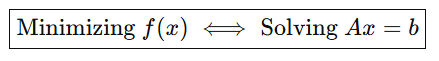 Minimizing f(x) ⟺ Solving Ax = b